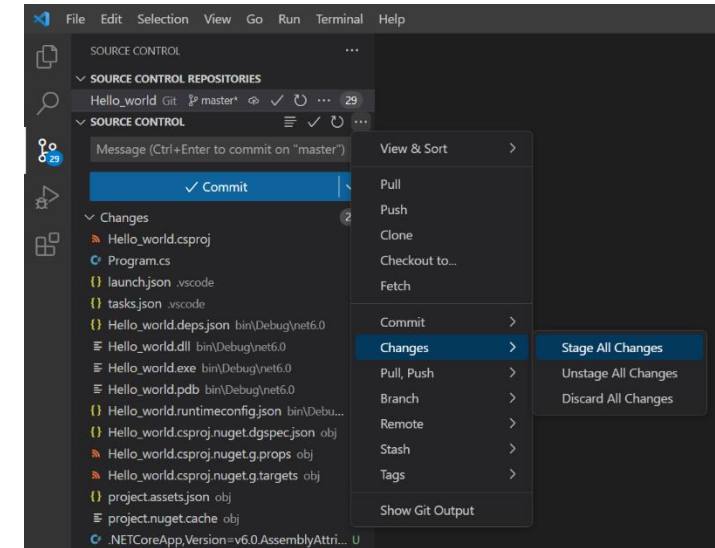 File Edit Selection View Go Run Terminal Help
SOURCE CONTROL
SOURCE CONTROL REPOSITORIES
Hello_world Git master* 29
SOURCE CONTROL
Message (Ctrl+Enter to commit on "master")
Commit
Changes
Hello_world.csproj
Program.cs
launch.json .vscode
tasks.json .vscode
Hello_world.deps.json bin\Debug\net6.0
Hello_world.dll bin\Debug\net6.0
Hello_world.exe bin\Debug\net6.0
Hello_world.pdb bin\Debug\net6.0
Hello_world.runtimeconfig.json bin\Debu...
Hello_world.csproj.nuget.dgspec.json obj
Hello_world.csproj.nuget.g.props obj
Hello_world.csproj.nuget.g.targets obj
project.assets.json obj
project.nuget.cache obj
.NETCoreApp,Version=v6.0.AssemblyAttri... U
29
View & Sort
Pull
Push
Clone
Checkout to...
Fetch
Commit
Changes
Pull, Push
Branch
Remote
Stash
Tags
Show Git Output
Stage All Changes
Unstage All Changes
Discard All Changes